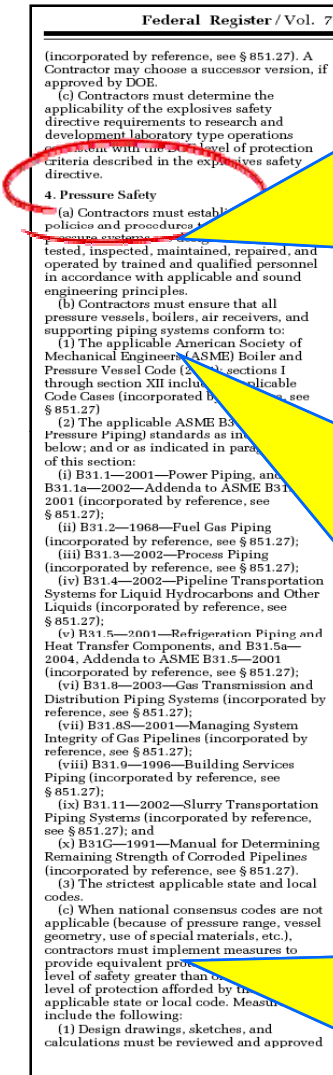 Federal Register / Vol. 7
(incorporated by reference, see § 851.27). A
Contractor may choose a successor version, if
approved by DOE.
(c) Contractors must determine the
applicability of the explosives safety
directive requirements to research and
development laboratory type operations
consistent with the DOE level of protection
criteria described in the explosives safety
directive.
4. Pressure Safety
(a) Contractors must establ
policies and procedures
pressure systems
tested, inspected, maintained, repaired, and
operated by trained and qualified personnel
in accordance with applicable and sound
engineering principles.
(b) Contractors must ensure that all
pressure vessels, boilers, air receivers, and
supporting piping systems conform to:
(1) The applicable American Society of
Mechanical Engineers (ASME) Boiler and
Pressure Vessel Code (2 sections I
through section XII inclu plicable
Code Cases (incorporated b see
§ 851.27)
(2) The applicable ASME B3
Pressure Piping) standards as in
below; and or as indicated in para
of this section:
(i) B31.1—2001—Power Piping, and
B31.1a—2002—Addenda to ASME B31.
2001 (incorporated by reference, see
§ 851.27);
(ii) B31.2—1968—Fuel Gas Piping
(incorporated by reference, see § 851.27);
(iii) B31.3—2002—Process Piping
(incorporated by reference, see § 851.27);
(iv) B31.4—2002—Pipeline Transportation
Systems for Liquid Hydrocarbons and Other
Liquids (incorporated by reference, see
§ 851.27);
(v) B31.5—2001—Refrigeration Piping and
Heat Transfer Components, and B31.5a—
2004, Addenda to ASME B31.5—2001
(incorporated by reference, see § 851.27);
(vi) B31.8—2003—Gas Transmission and
Distribution Piping Systems (incorporated by
reference, see § 851.27);
(vii) B31.8S—2001—Managing System
Integrity of Gas Pipelines (incorporated by
reference, see § 851.27);
(viii) B31.9—1996—Building Services
Piping (incorporated by reference, see
§ 851.27);
(ix) B31.11—2002—Slurry Transportation
Piping Systems (incorporated by reference,
see § 851.27); and
(x) B31G—1991—Manual for Determining
Remaining Strength of Corroded Pipelines
(incorporated by reference, see § 851.27).
(3) The strictest applicable state and local
codes.
(c) When national consensus codes are not
applicable (because of pressure range, vessel
geometry, use of special materials, etc.),
contractors must implement measures to
provide equivalent pro
level of safety greater than o
level of protection afforded by th
applicable state or local code. Measu
include the following:
(1) Design drawings, sketches, and
calculations must be reviewed and approved